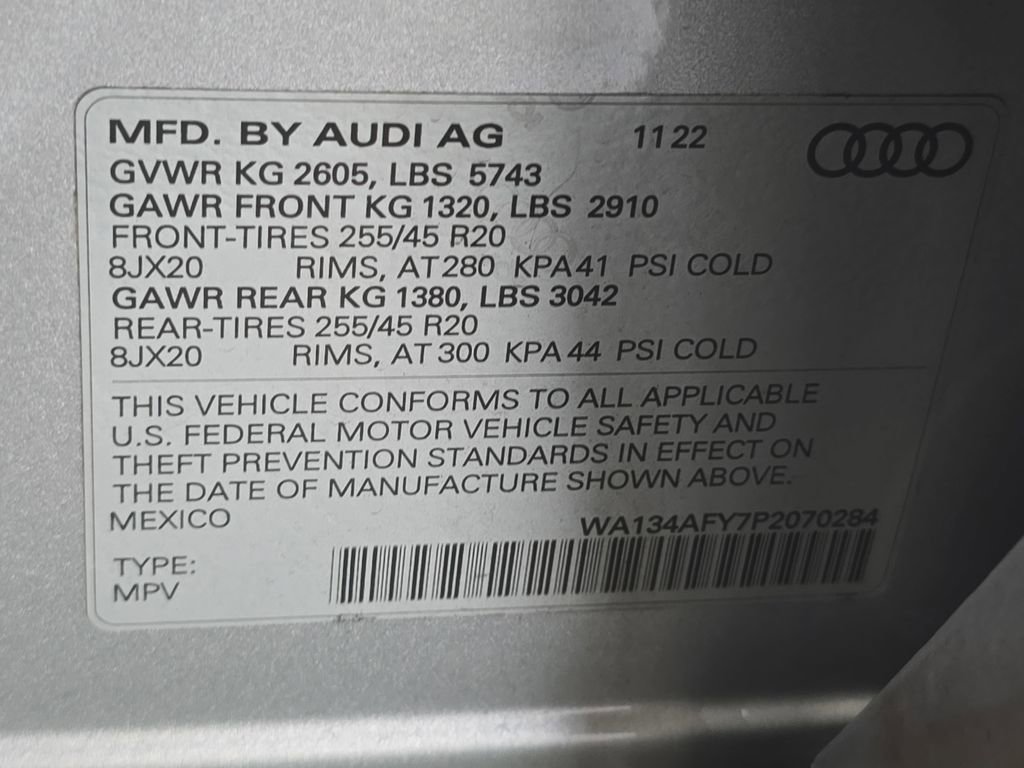 MFD. BY AUDI AG 11 22
GVWR KG 2605, LBS 5743
GAWR FRONT KG 1320, LBS 2910
FRONT-TIRES 255/45 R20
8JX20 RIMS, AT 280 KPA 41 PSI COLD
GAWR REAR KG 1380, LBS 3042
REAR-TIRES 255/45 R20
8JX20 RIMS, AT 300 KPA 44 PSI COLD
THIS VEHICLE CONFORMS TO ALL APPLICABLE
U.S. FEDERAL MOTOR VEHICLE SAFETY AND
THEFT PREVENTION STANDARDS IN EFFECT ON
THE DATE OF MANUFACTURE SHOWN ABOVE.
MEXICO WA134AFY7P2070284
TYPE:
MPV